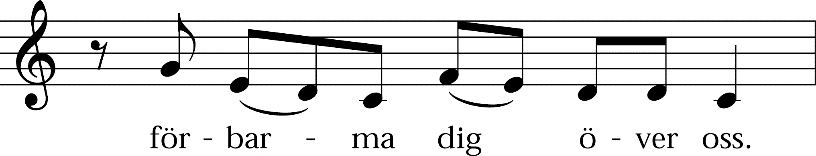 för - bar - ma dig ö - ver oss.